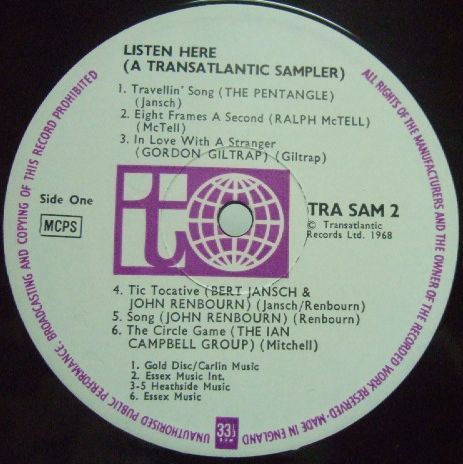 LISTEN HERE
(A TRANSATLANTIC SAMPLER)
1. Travellin' Song (THE PENTANGLE)
(Jansch)
2. Eight Frames A Second (RALPH McTELL)
(McTell)
3. In Love With A Stranger
(GORDON GILTRAP) (Giltrap)
Side One
MCPS
it
TRA SAM 2
© Transatlantic
Records Ltd. 1968
4. Tic Tocative (BERT JANSCH &
JOHN RENBOURN) (Jansch/Renbourn)
5. Song (JOHN RENBOURN) (Renbourn)
6. The Circle Game (THE IAN
CAMPBELL GROUP) (Mitchell)
1. Gold Disc/Carlin Music
2. Essex Music Int.
3-5 Heathside Music
6. Essex Music
ALL RIGHTS OF THE MANUFACTURERS AND THE OWNER OF THE RECORDED WORK RESERVED-MADE IN ENGLAND
33⅓
RPM
UNAUTHORISED PUBLIC PERFORMANCE, BROADCASTING AND COPYING OF THIS RECORD PROHIBITED